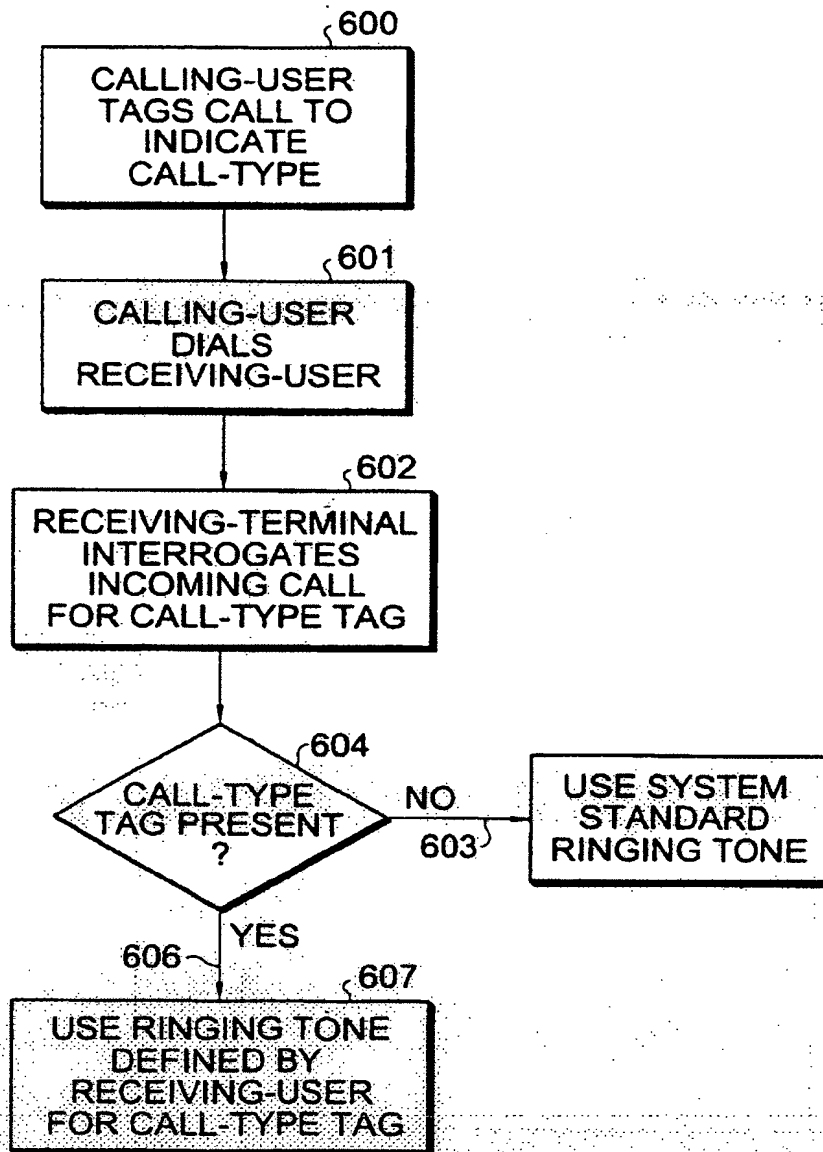 600
CALLING-USER
TAGS CALL TO
INDICATE
CALL-TYPE
601
CALLING-USER
DIALS
RECEIVING-USER
602
RECEIVING-TERMINAL
INTERROGATES
INCOMING CALL
FOR CALL-TYPE TAG
604
CALL-TYPE
TAG PRESENT
?
NO
603
USE SYSTEM
STANDARD
RINGING TONE
YES
606
607
USE RINGING TONE
DEFINED BY
RECEIVING-USER
FOR CALL-TYPE TAG